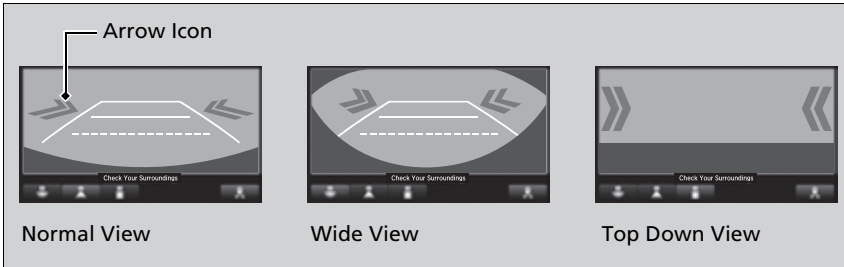 Arrow Icon
Check Your Surroundings
Check Your Surroundings
Check Your Surroundings
Normal View
Wide View
Top Down View